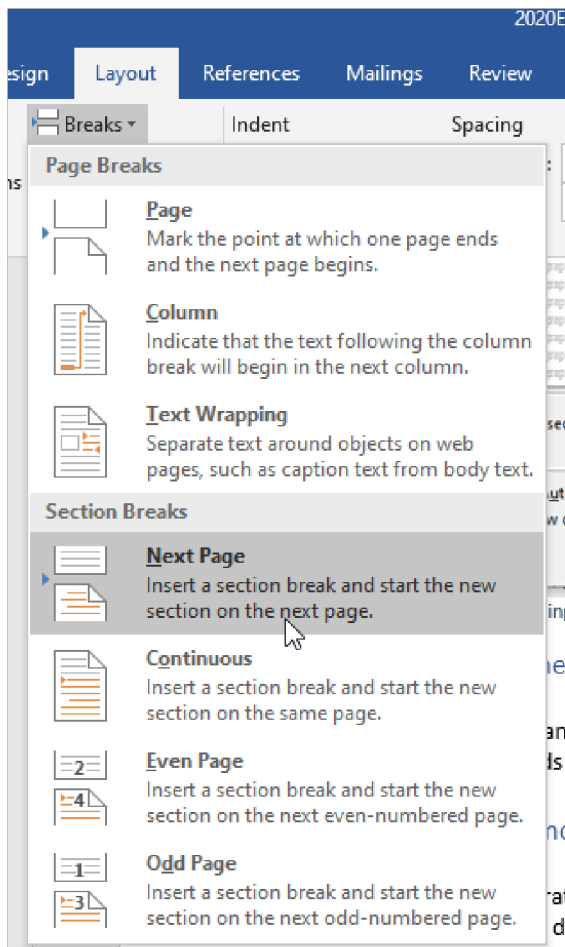 2020E
esign Layout References Mailings Review
Breaks Indent Spacing
Page Breaks
Page
Mark the point at which one page ends
and the next page begins.
Column
Indicate that the text following the column
break will begin in the next column.
Text Wrapping
Separate text around objects on web
pages, such as caption text from body text.
Section Breaks
Next Page
Insert a section break and start the new
section on the next page.
Continuous
Insert a section break and start the new
section on the same page.
2
4
Even Page
Insert a section break and start the new
section on the next even-numbered page.
1
3
Odd Page
Insert a section break and start the new
section on the next odd-numbered page.